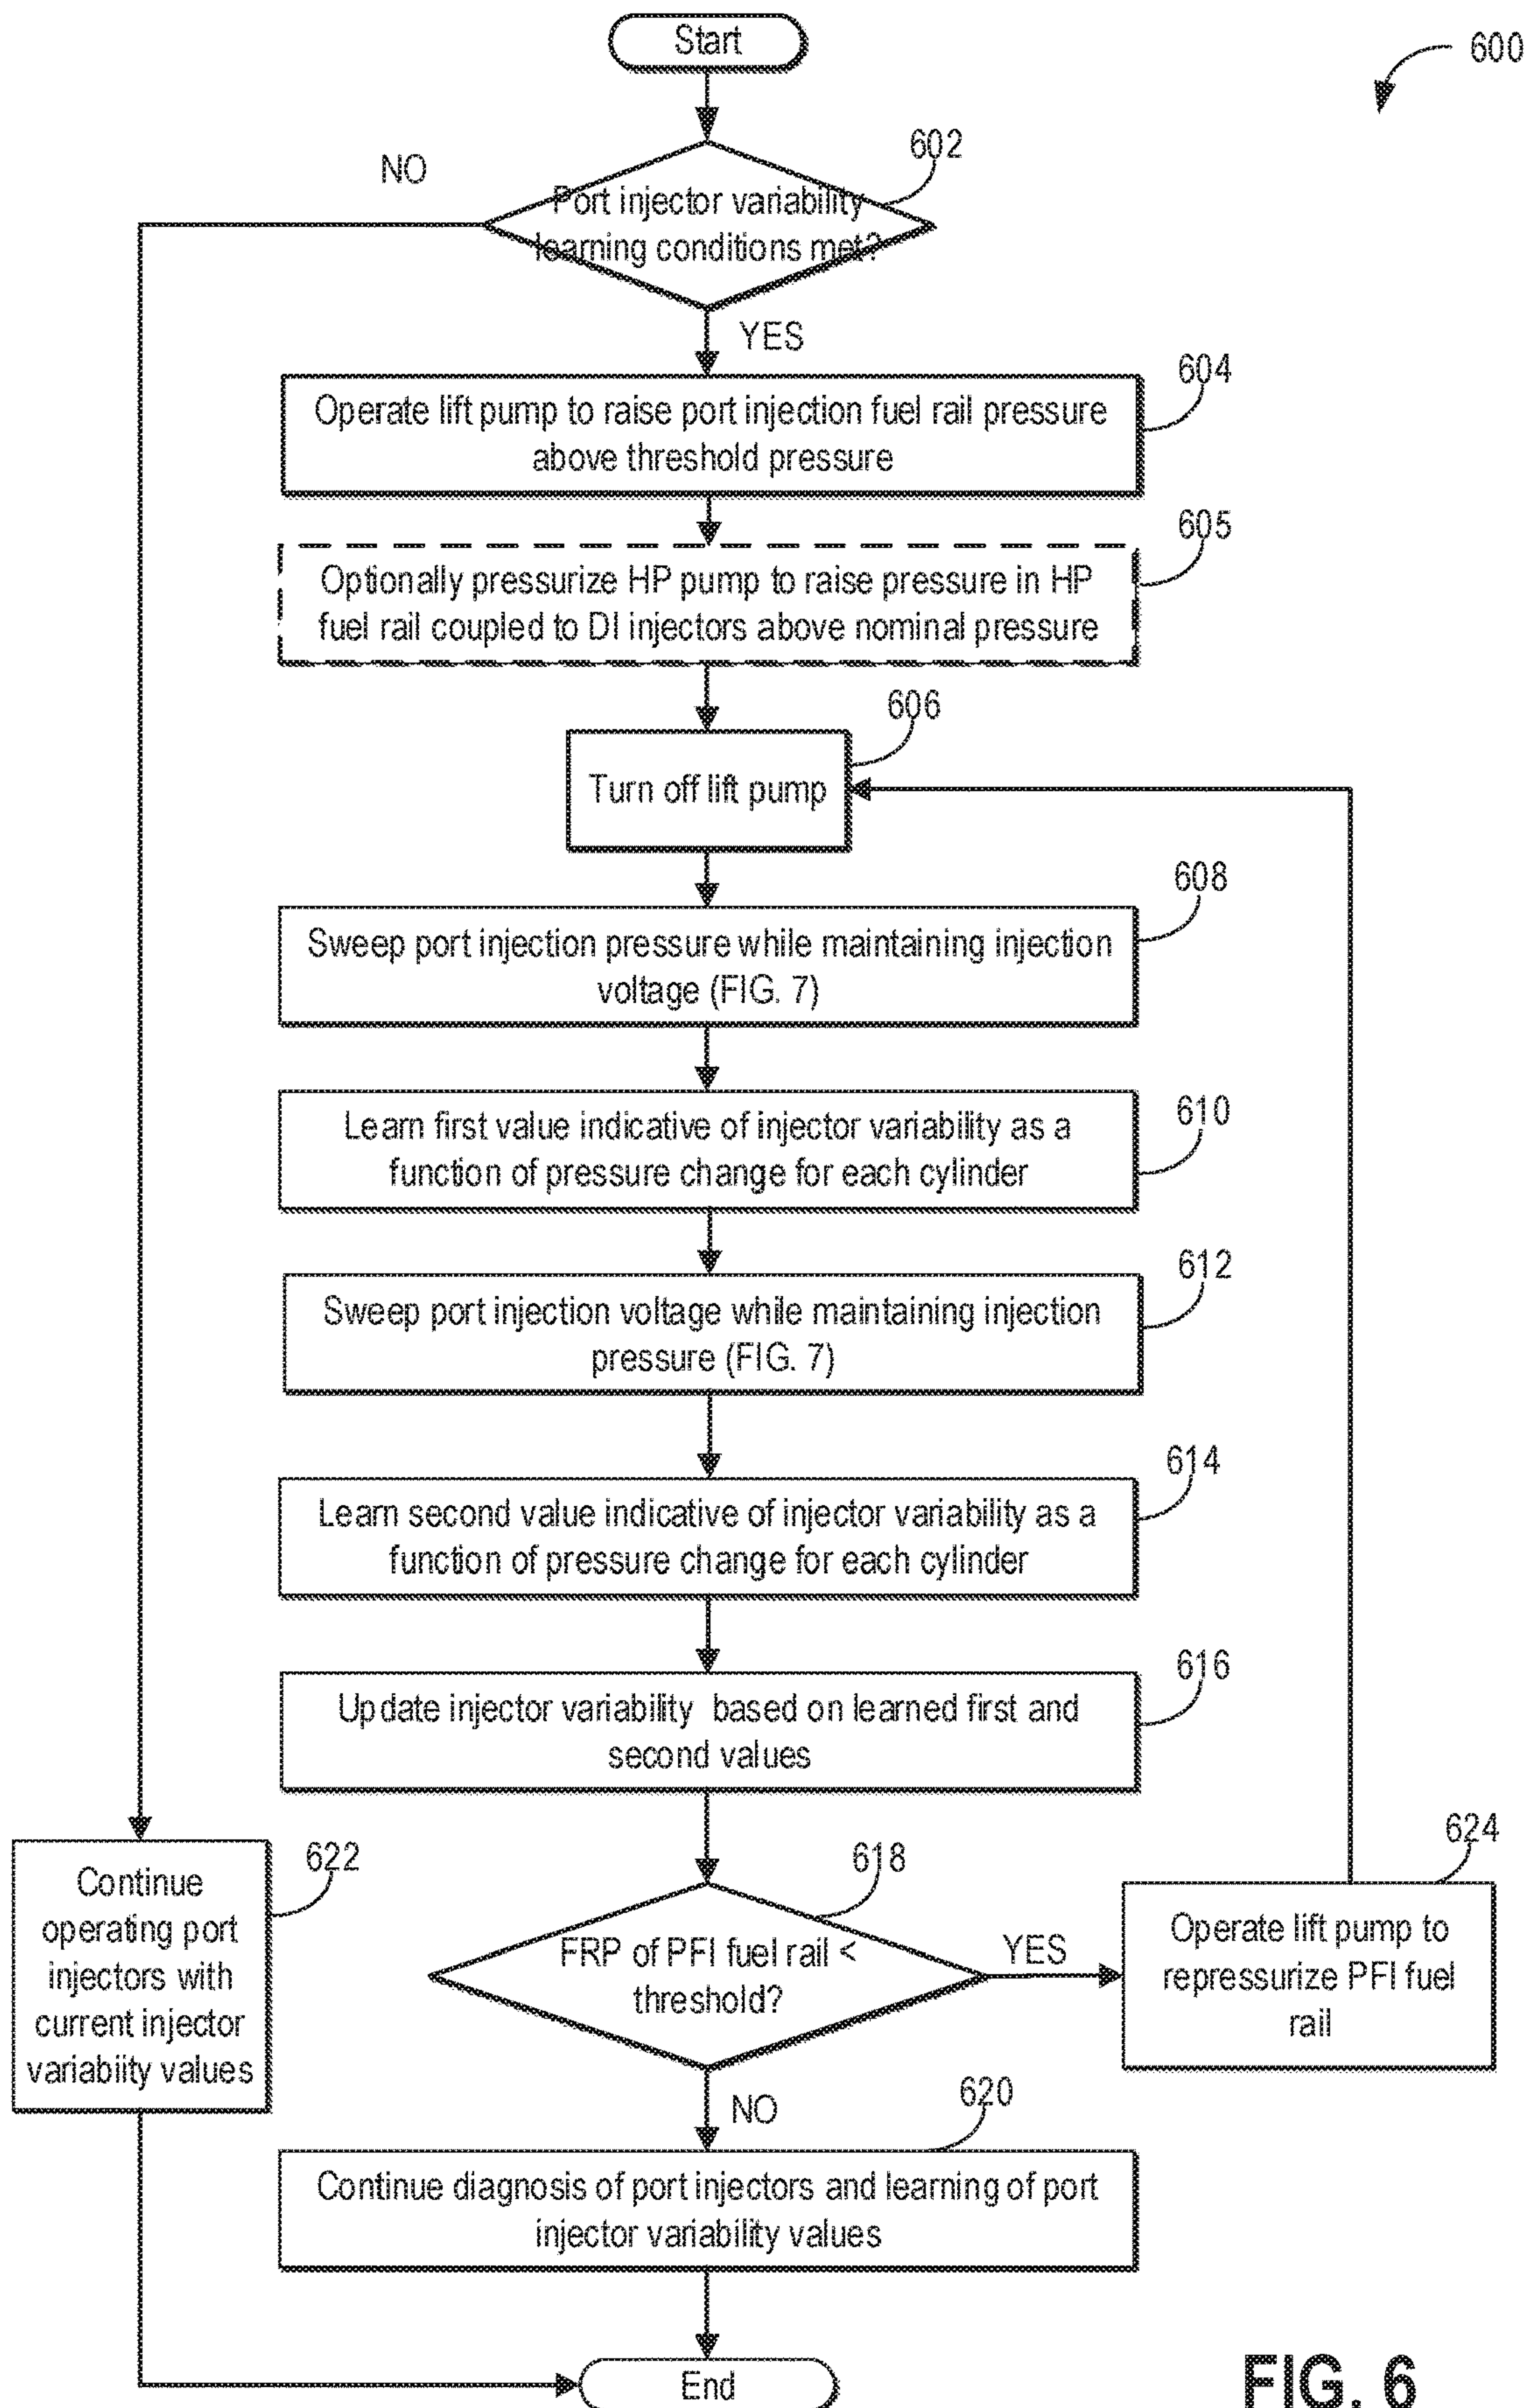 Start
600
602
NO
Port injector variability
learning conditions met?
YES
604
Operate lift pump to raise port injection fuel rail pressure
above threshold pressure
605
Optionally pressurize HP pump to raise pressure in HP
fuel rail coupled to DI injectors above nominal pressure
606
Turn off lift pump
608
Sweep port injection pressure while maintaining injection
voltage (FIG. 7)
610
Learn first value indicative of injector variability as a
function of pressure change for each cylinder
612
Sweep port injection voltage while maintaining injection
pressure (FIG. 7)
614
Learn second value indicative of injector variability as a
function of pressure change for each cylinder
616
Update injector variability based on learned first and
second values
622
Continue
operating port
injectors with
current injector
variabiity values
618
FRP of PFI fuel rail <
threshold?
YES
624
Operate lift pump to
repressurize PFI fuel
rail
NO
620
Continue diagnosis of port injectors and learning of port
injector variability values
End
FIG. 6